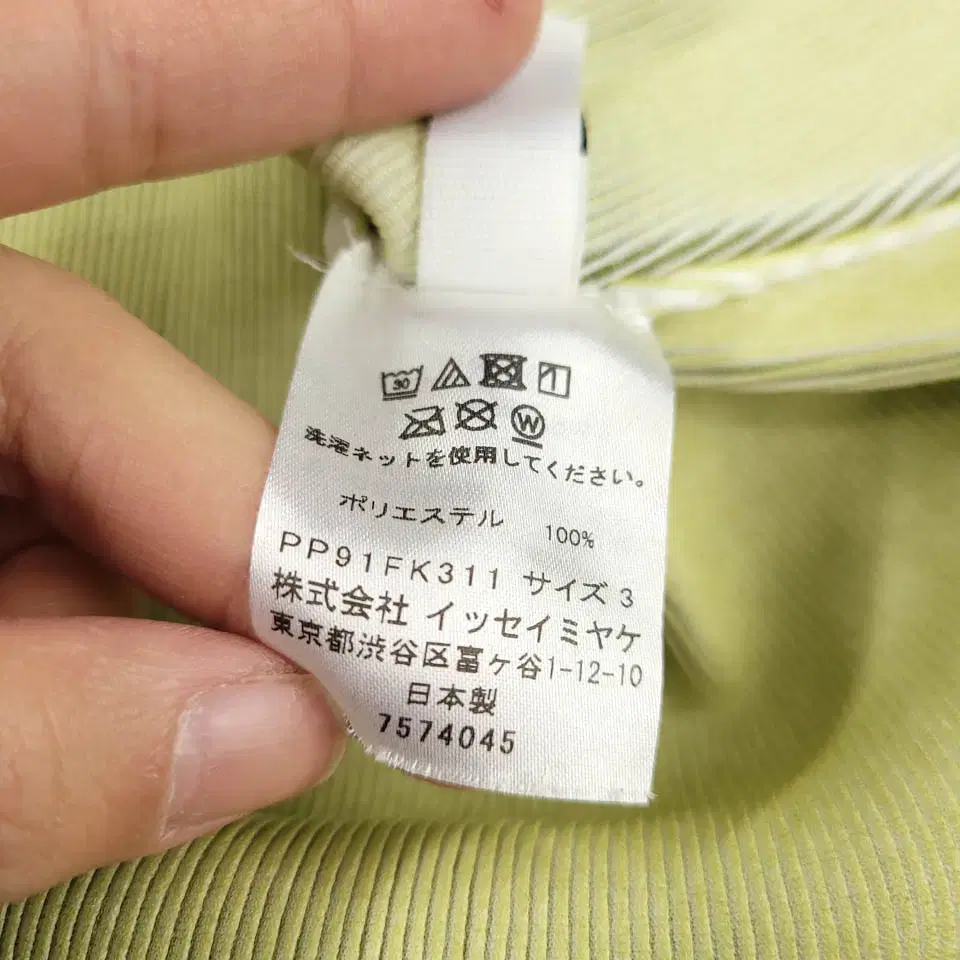 30
W
洗濯ネットを使用してください。
ポリエステル 100%
PP91FK311 サイズ 3
株式会社 イッセイミヤケ
東京都渋谷区富ヶ谷1-12-10
日本製
7574045